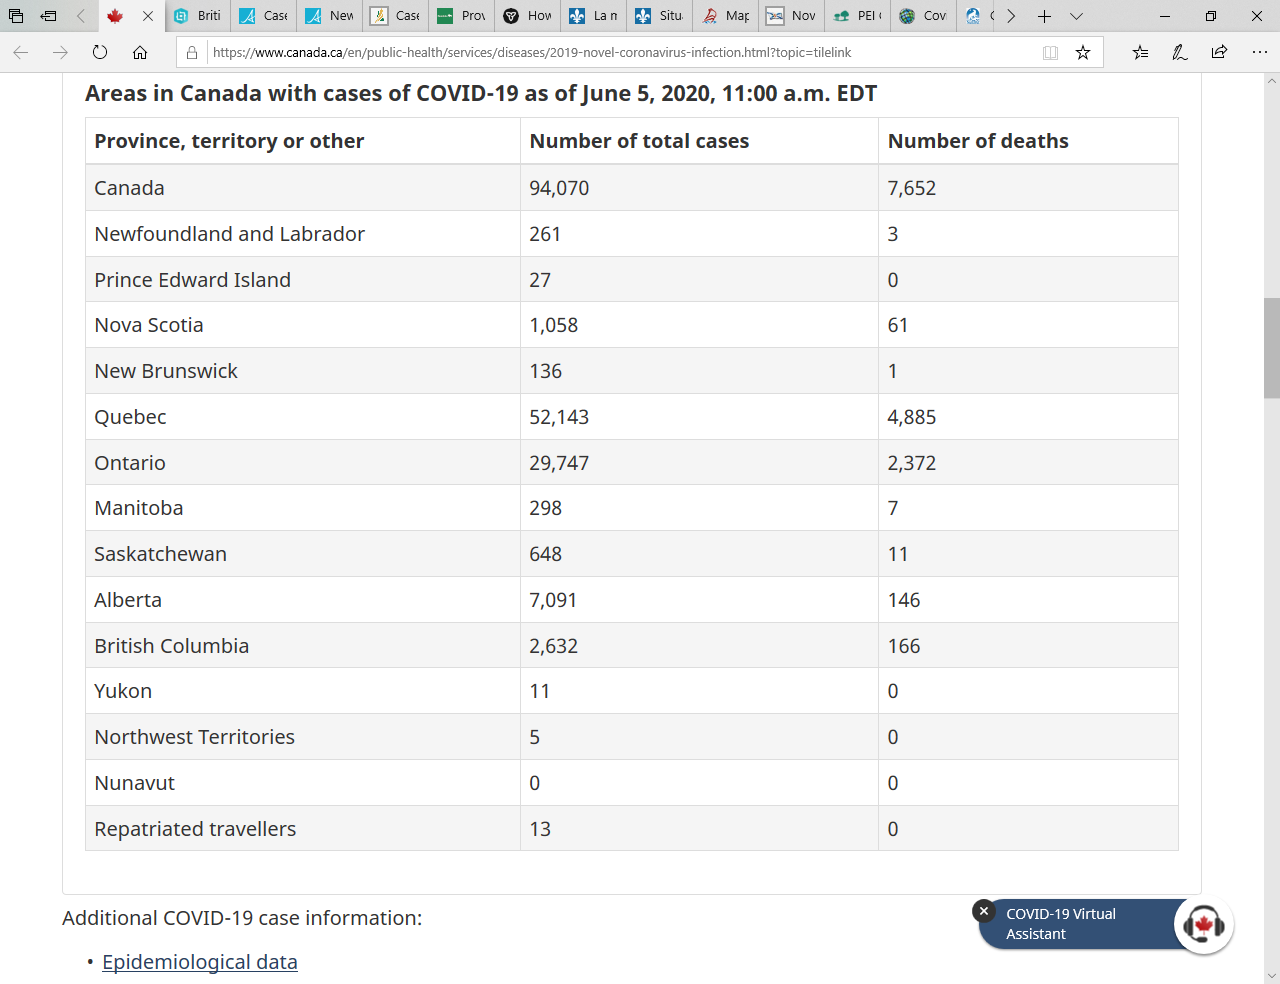 Briti
Case
New
Case
Prov
How
La m
Situ
Map
Nov
PEI
Cov
https://www.canada.ca/en/public-health/services/diseases/2019-novel-coronavirus-infection.html?topic=tilelink
Areas in Canada with cases of COVID-19 as of June 5, 2020, 11:00 a.m. EDT
Province, territory or other Number of total cases Number of deaths
Canada 94,070 7,652
Newfoundland and Labrador 261 3
Prince Edward Island 27 0
Nova Scotia 1,058 61
New Brunswick 136 1
Quebec 52,143 4,885
Ontario 29,747 2,372
Manitoba 298 7
Saskatchewan 648 11
Alberta 7,091 146
British Columbia 2,632 166
Yukon 11 0
Northwest Territories 5 0
Nunavut 0 0
Repatriated travellers 13 0
Additional COVID-19 case information:
• Epidemiological data
COVID-19 Virtual
Assistant